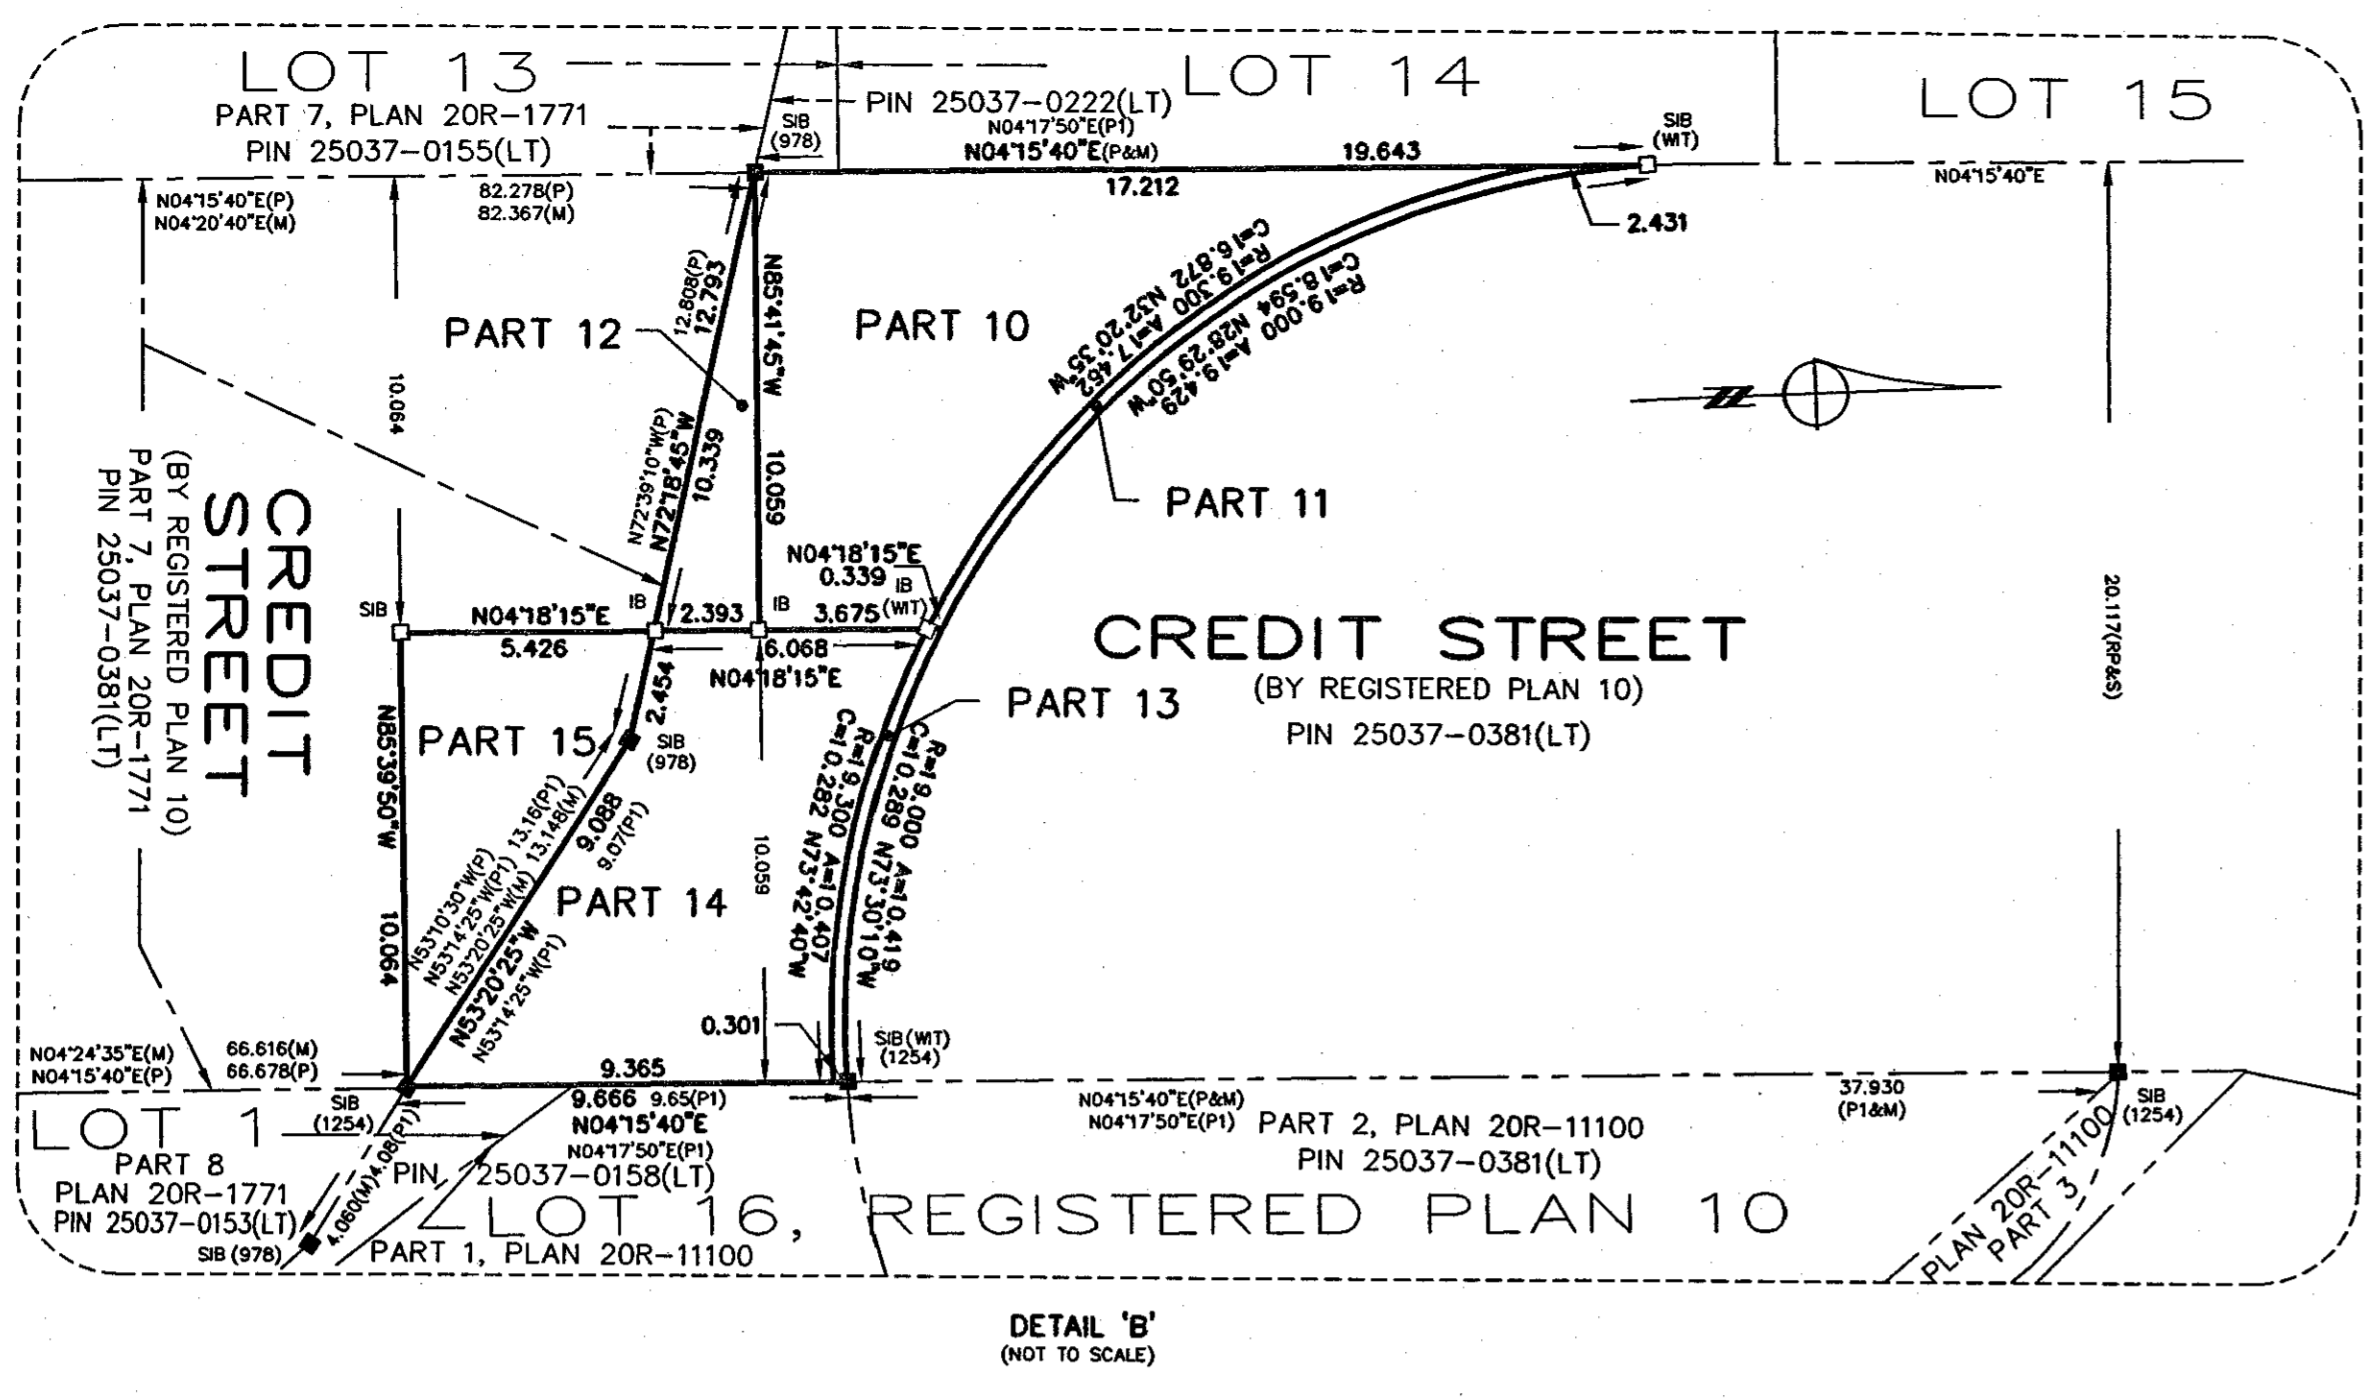 LOT 13
LOT 14
LOT 15
PART 7, PLAN 20R-1771
PIN 25037-0155(LT)
PIN 25037-0222(LT)
SIB
(978)
N04°17'50"E(P1)
N04°15'40"E(P&M)
19.643
SIB
(WIT)
17.212
2.431
N04°15'40"E
N04°15'40"E(P)
N04°20'40"E(M)
82.278(P)
82.367(M)
12.808(P)
12.793
N85°41'45"W
10.059
PART 12
PART 10
C=16.872 N32°20'35"W
R=19.300 A=17.462
C=18.594 N28°29'50"W
R=19.000 A=19.429
10.064
N72°39'10"W(P)
N72°18'45"W
10.339
PART 11
CREDIT
STREET
(BY REGISTERED PLAN 10)
PART 7, PLAN 20R-1771
PIN 25037-0381(LT)
N04°18'15"E
0.339
IB
(WIT)
SIB
N04°18'15"E
5.426
IB
2.393
IB
3.675
6.068
N04°18'15"E
CREDIT STREET
(BY REGISTERED PLAN 10)
PIN 25037-0381(LT)
20.117(RP&S)
2.454
SIB
(978)
PART 15
PART 13
N85°39'50"W
10.064
R=19.000 A=10.419
C=10.289 N73°30'10"W
R=19.300 A=10.407
C=10.282 N73°42'40"W
10.059
N53°10'30"W(P)
N53°14'25"W(P1) 13.16(P1)
N53°20'25"W(M) 13.148(M)
9.088
9.07(P1)
N53°20'25"W
N53°14'25"W(P1)
PART 14
0.301
SIB(WIT)
(1254)
N04°24'35"E(M)
N04°15'40"E(P)
66.616(M)
66.678(P)
9.365
9.666 9.65(P1)
N04°15'40"E
N04°17'50"E(P1)
N04°15'40"E(P&M)
N04°17'50"E(P1)
37.930
(P1&M)
SIB
(1254)
SIB
(1254)
LOT 1
PART 8
PLAN 20R-1771
PIN 25037-0153(LT)
SIB(978)
4.060(M)4.08(P1)
PIN 25037-0158(LT)
PART 2, PLAN 20R-11100
PIN 25037-0381(LT)
LOT 16, REGISTERED PLAN 10
PART 1, PLAN 20R-11100
PLAN 20R-11100
PART 3
DETAIL 'B'
(NOT TO SCALE)